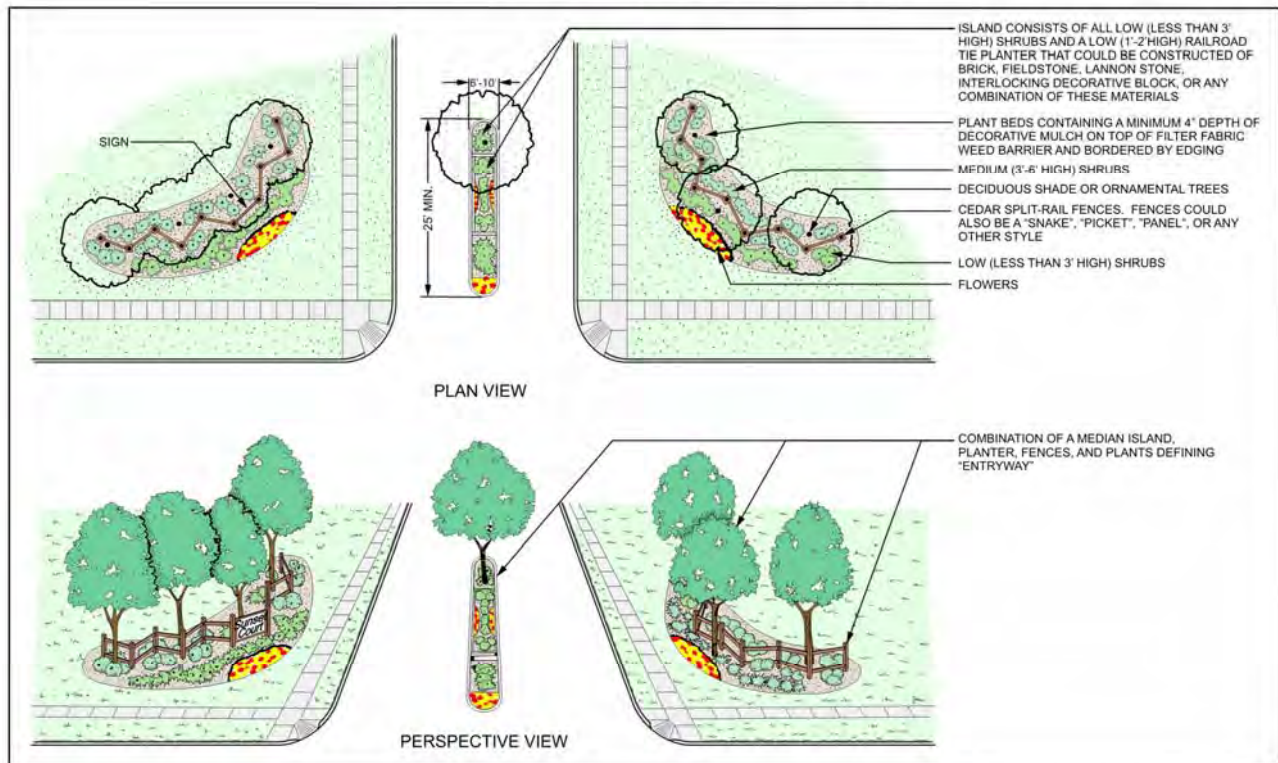 ISLAND CONSISTS OF ALL LOW (LESS THAN 3'
HIGH) SHRUBS AND A LOW (1'-2'HIGH) RAILROAD
TIE PLANTER THAT COULD BE CONSTRUCTED OF
BRICK, FIELDSTONE, LANNON STONE,
INTERLOCKING DECORATIVE BLOCK, OR ANY
COMBINATION OF THESE MATERIALS
6'-10'
SIGN
25' MIN.
PLANT BEDS CONTAINING A MINIMUM 4" DEPTH OF
DECORATIVE MULCH ON TOP OF FILTER FABRIC
WEED BARRIER AND BORDERED BY EDGING
MEDIUM (3'-6' HIGH) SHRUBS
DECIDUOUS SHADE OR ORNAMENTAL TREES
CEDAR SPLIT-RAIL FENCES. FENCES COULD
ALSO BE A "SNAKE", "PICKET", "PANEL", OR ANY
OTHER STYLE
LOW (LESS THAN 3' HIGH) SHRUBS
FLOWERS
PLAN VIEW
COMBINATION OF A MEDIAN ISLAND,
PLANTER, FENCES, AND PLANTS DEFINING
"ENTRYWAY"
Sunset
Court
PERSPECTIVE VIEW